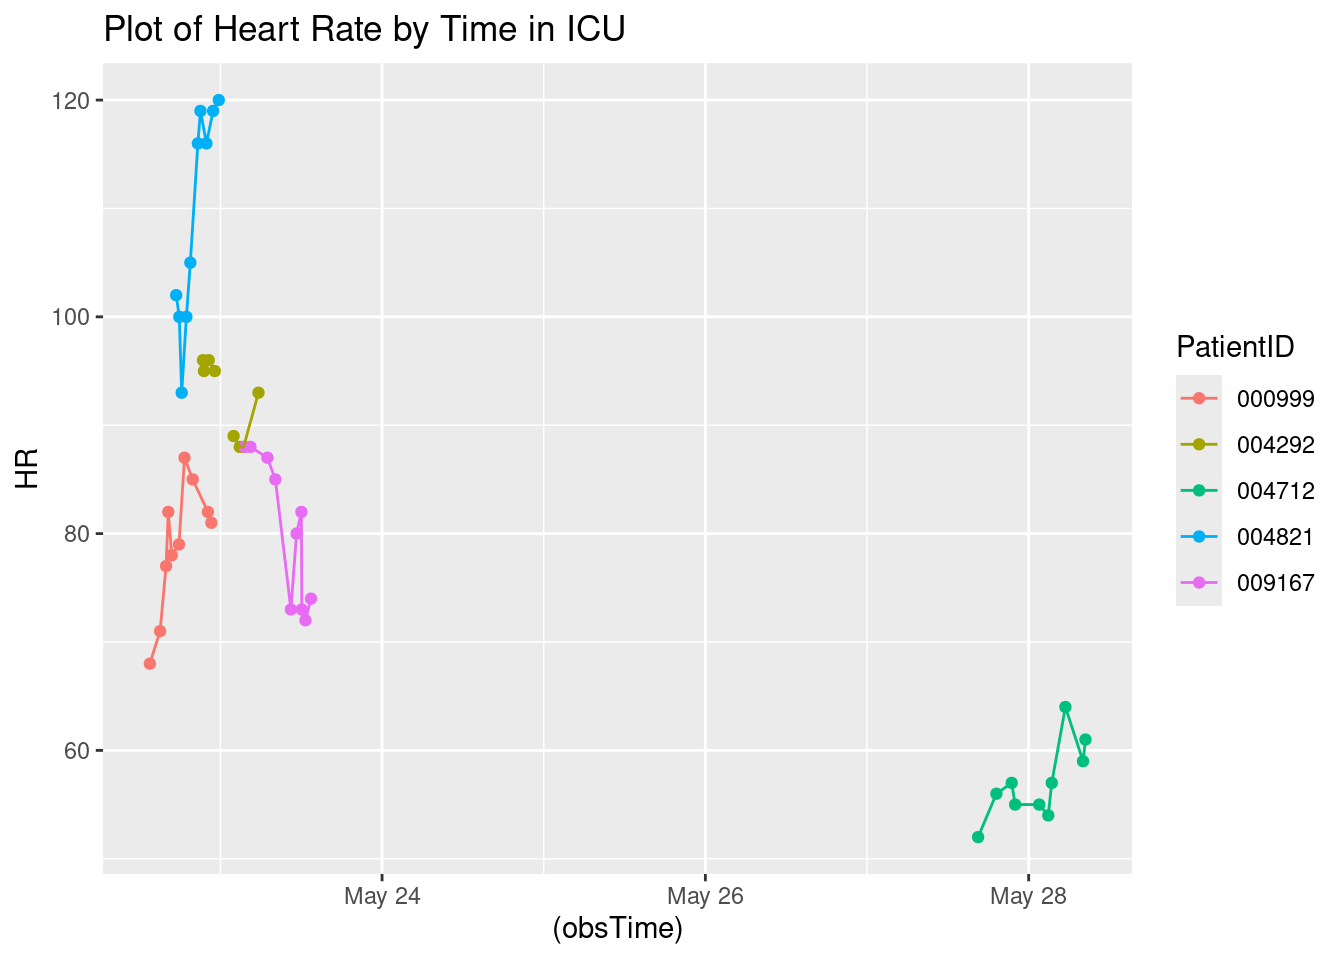 Plot of Heart Rate by Time in ICU
120
100
80
60
HR
May 24
May 26
May 28
(obsTime)
PatientID
000999
004292
004712
004821
009167